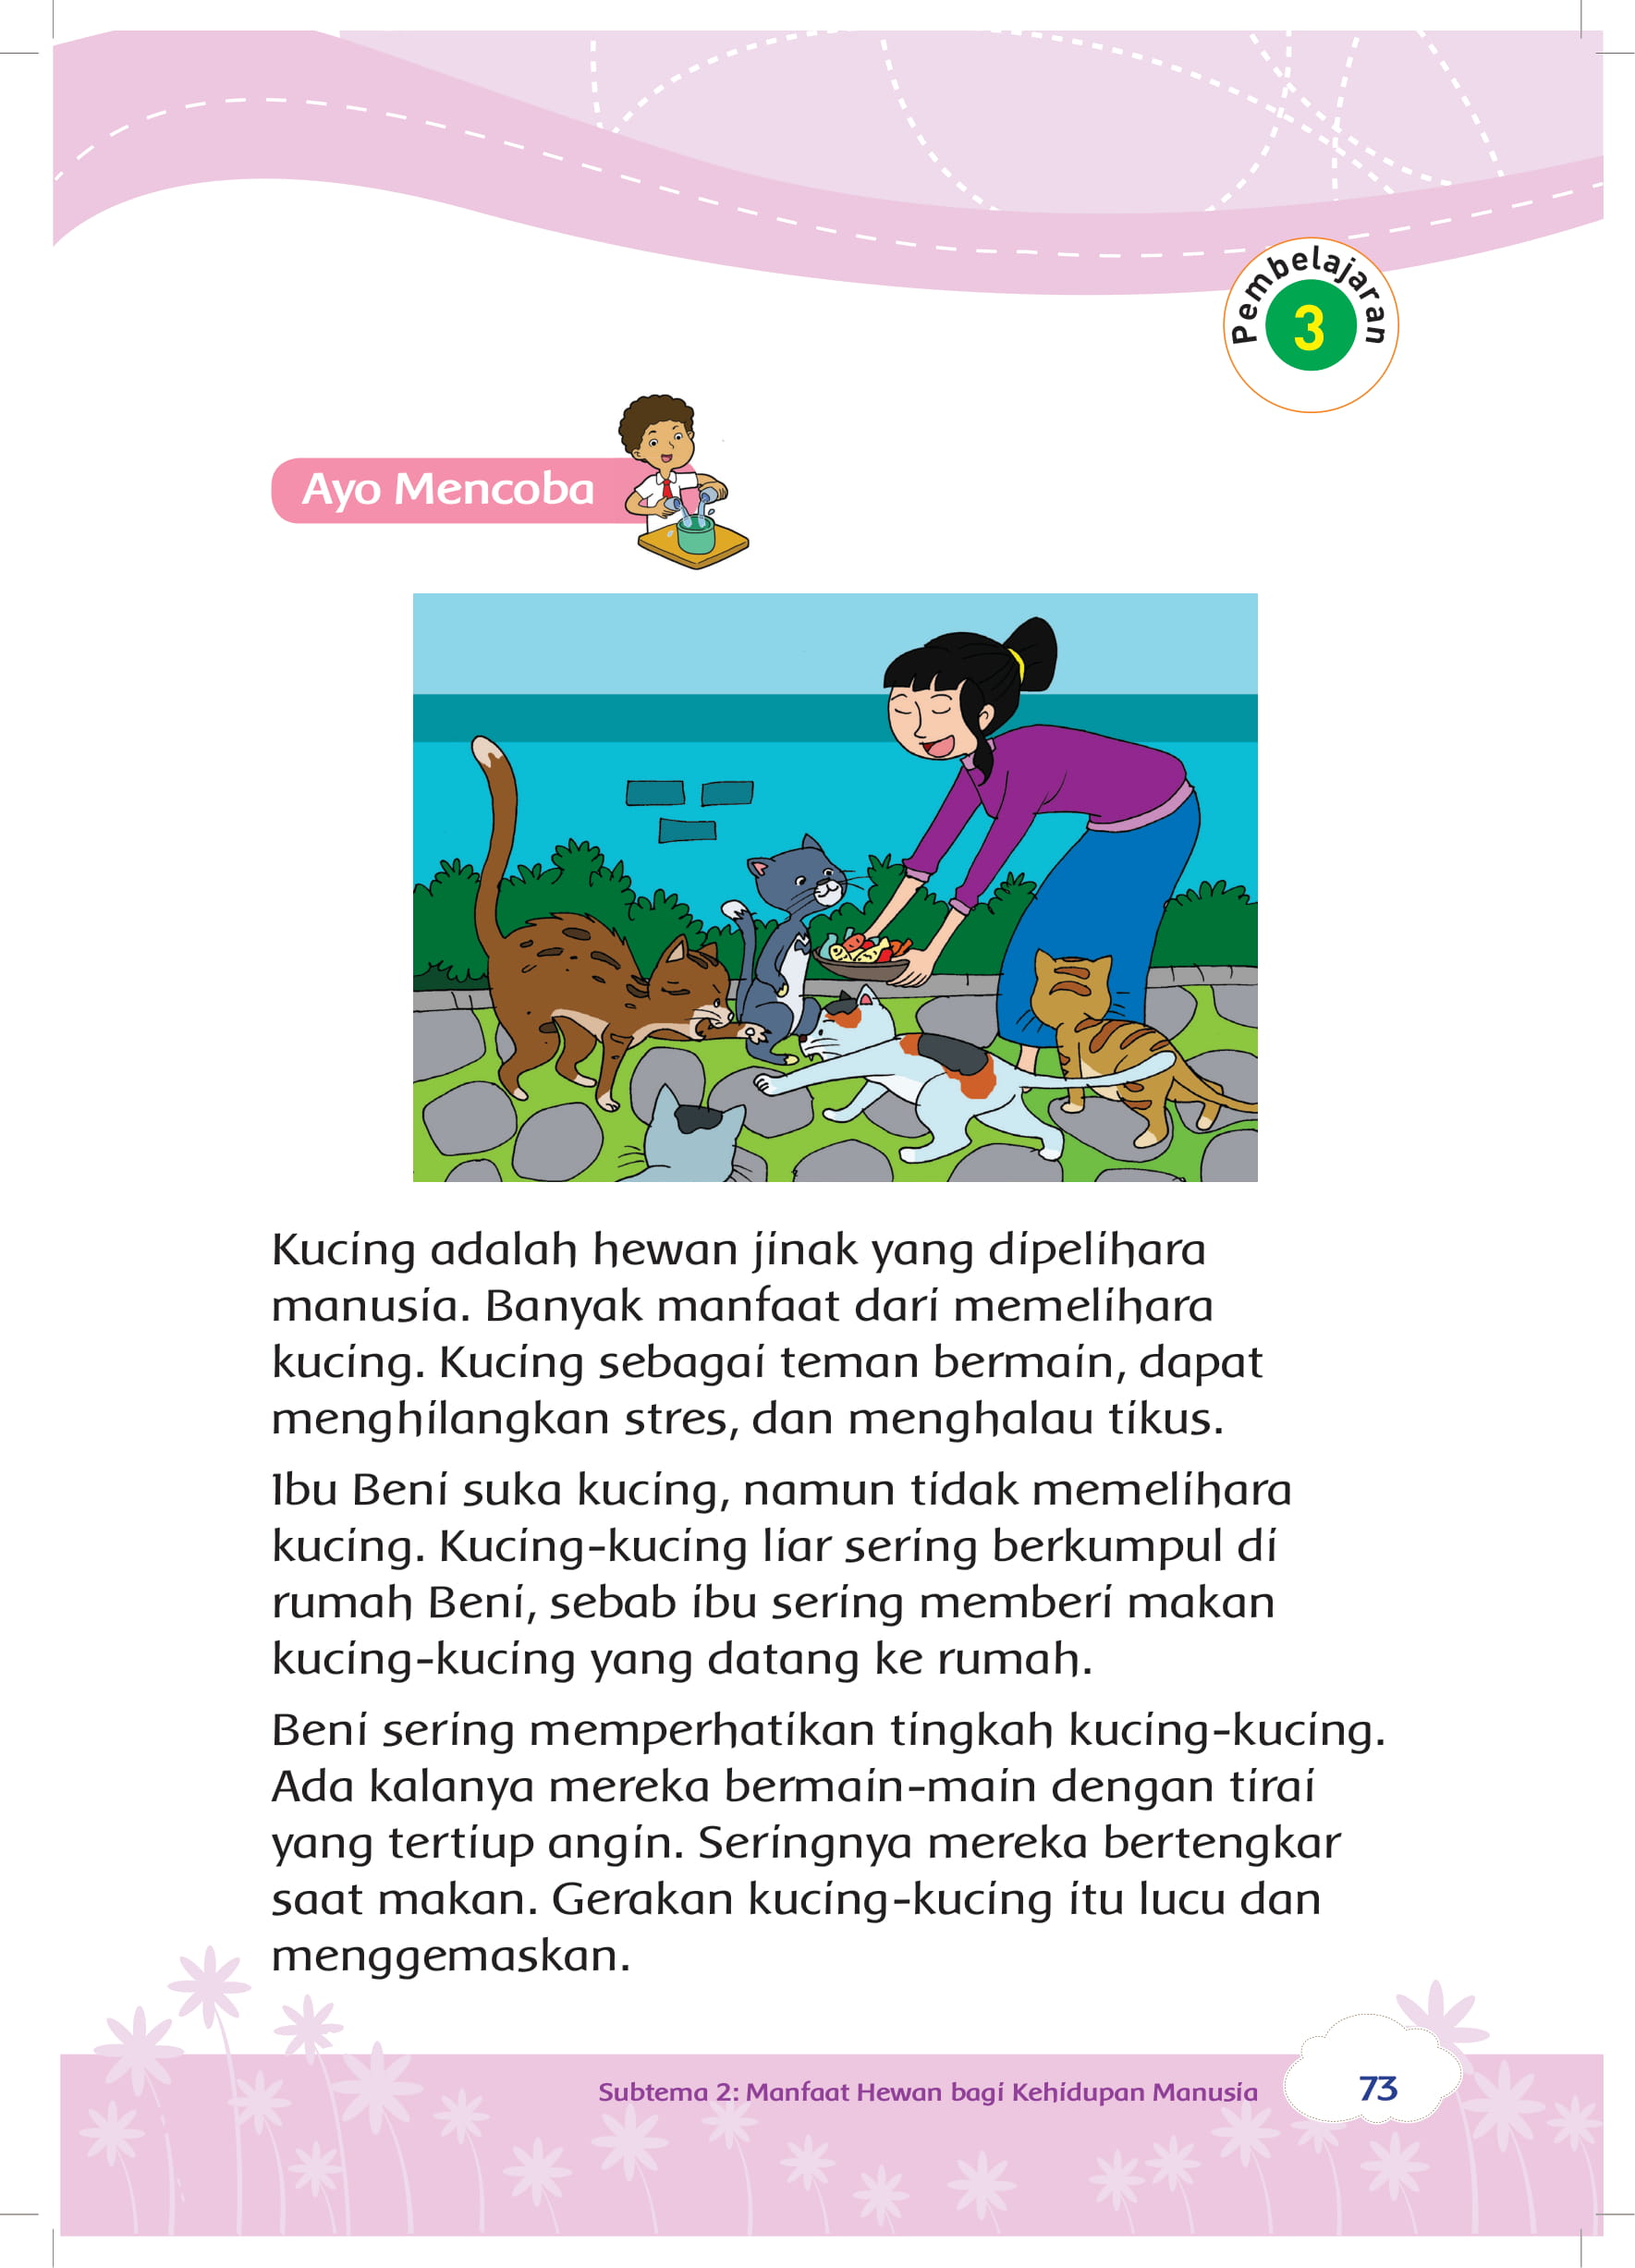 Pembelajaran
3
Ayo Mencoba
Kucing adalah hewan jinak yang dipelihara
manusia. Banyak manfaat dari memelihara
kucing. Kucing sebagai teman bermain, dapat
menghilangkan stres, dan menghalau tikus.
Ibu Beni suka kucing, namun tidak memelihara
kucing. Kucing-kucing liar sering berkumpul di
rumah Beni, sebab ibu sering memberi makan
kucing-kucing yang datang ke rumah.
Beni sering memperhatikan tingkah kucing-kucing.
Ada kalanya mereka bermain-main dengan tirai
yang tertiup angin. Seringnya mereka bertengkar
saat makan. Gerakan kucing-kucing itu lucu dan
menggemaskan.
Subtema 2: Manfaat Hewan bagi Kehidupan Manusia
73